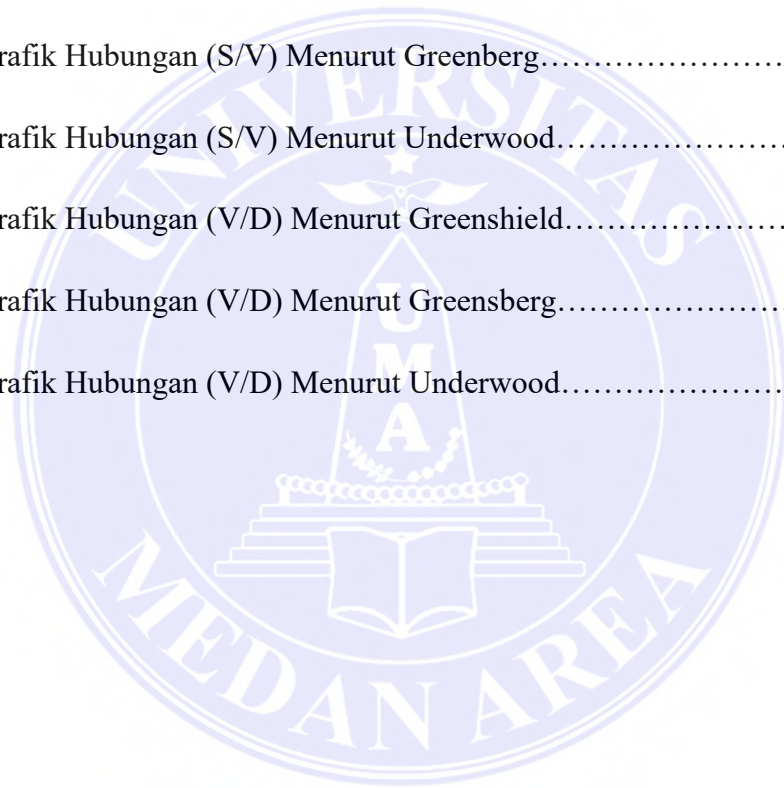 rafik Hubungan (S/V) Menurut Greenberg……………………
UNIVERSITAS
rafik Hubungan (S/V) Menurut Underwood…………………
rafik Hubungan (V/D) Menurut Greenshield…………………
rafik Hubungan (V/D) Menurut Greensberg…………………
rafik Hubungan (V/D) Menurut Underwood…………………
U
M
A
MEDAN AREA